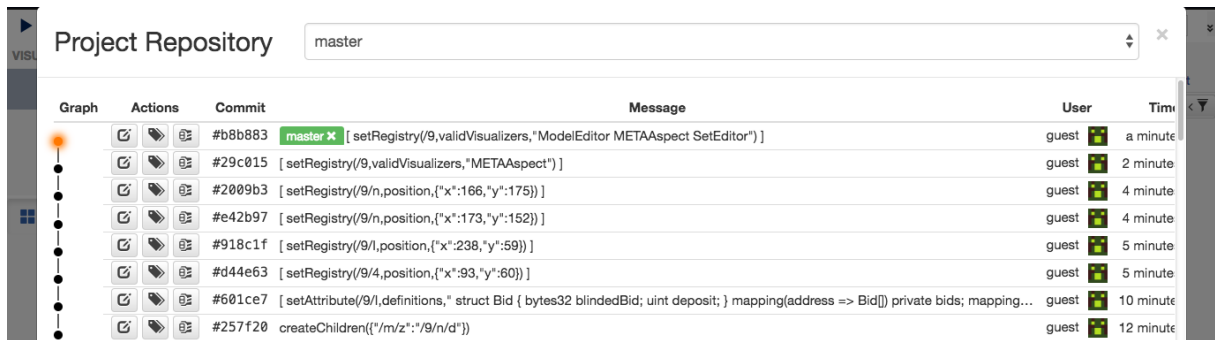 Project Repository master ×
VISU
Graph Actions Commit Message User Time
#b8b883 master × [ setRegistry(/9,validVisualizers,"ModelEditor METAAspect SetEditor") ] guest a minute
#29c015 [ setRegistry(/9,validVisualizers,"METAAspect") ] guest 2 minute
#2009b3 [ setRegistry(/9/n,position,{"x":166,"y":175}) ] guest 4 minute
#e42b97 [ setRegistry(/9/n,position,{"x":173,"y":152}) ] guest 4 minute
#918c1f [ setRegistry(/9/I,position,{"x":238,"y":59}) ] guest 5 minute
#d44e63 [ setRegistry(/9/4,position,{"x":93,"y":60}) ] guest 5 minute
#601ce7 [ setAttribute(/9/I,definitions," struct Bid { bytes32 blindedBid; uint deposit; } mapping(address => Bid[]) private bids; mapping... guest 10 minute
#257f20 createChildren({"/m/z":"/9/n/d"}) guest 12 minute